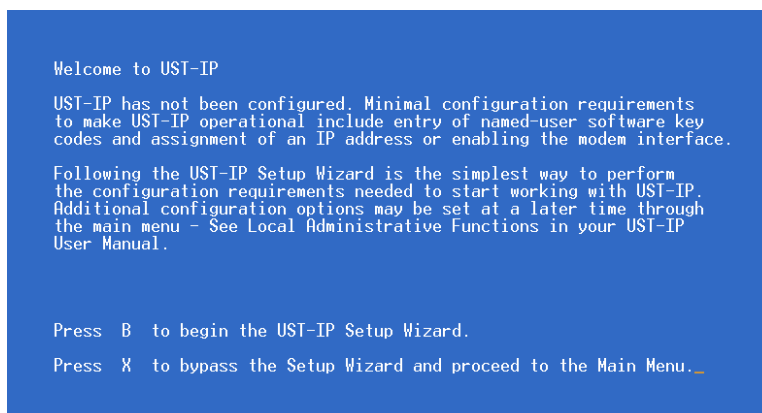 Welcome to UST-IP
UST-IP has not been configured. Minimal configuration requirements
to make UST-IP operational include entry of named-user software key
codes and assignment of an IP address or enabling the modem interface.
Following the UST-IP Setup Wizard is the simplest way to perform
the configuration requirements needed to start working with UST-IP.
Additional configuration options may be set at a later time through
the main menu - See Local Administrative Functions in your UST-IP
User Manual.
Press B to begin the UST-IP Setup Wizard.
Press X to bypass the Setup Wizard and proceed to the Main Menu._